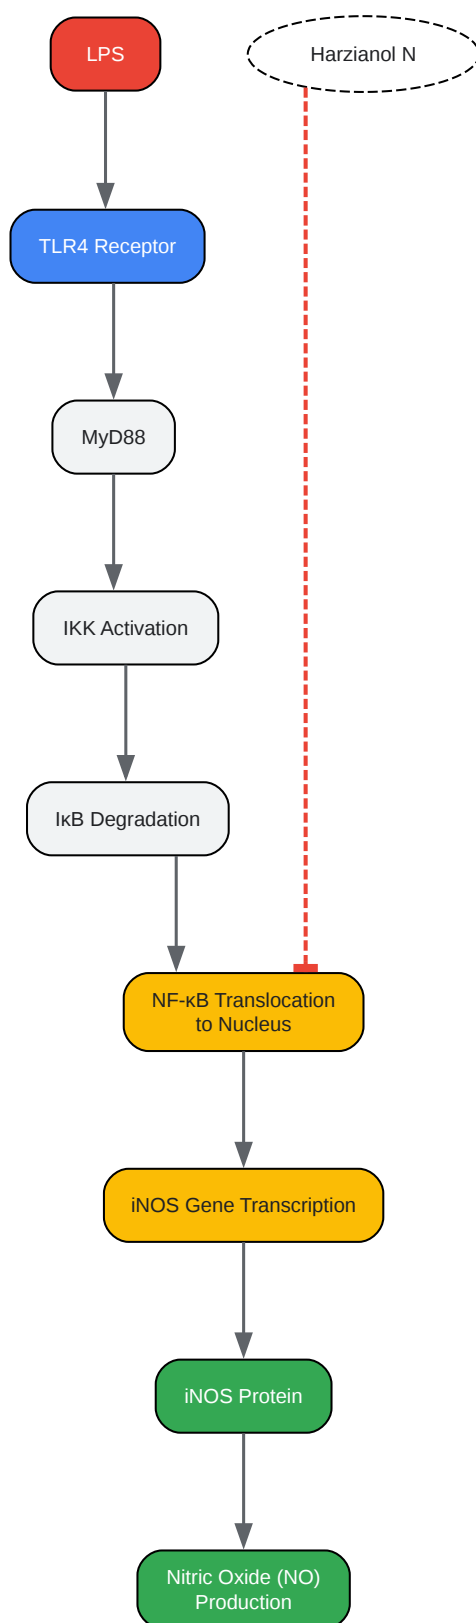 LPS
Harzianol N
TLR4 Receptor
MyD88
IKK Activation
IκB Degradation
NF-κB Translocation
to Nucleus
iNOS Gene Transcription
iNOS Protein
Nitric Oxide (NO)
Production